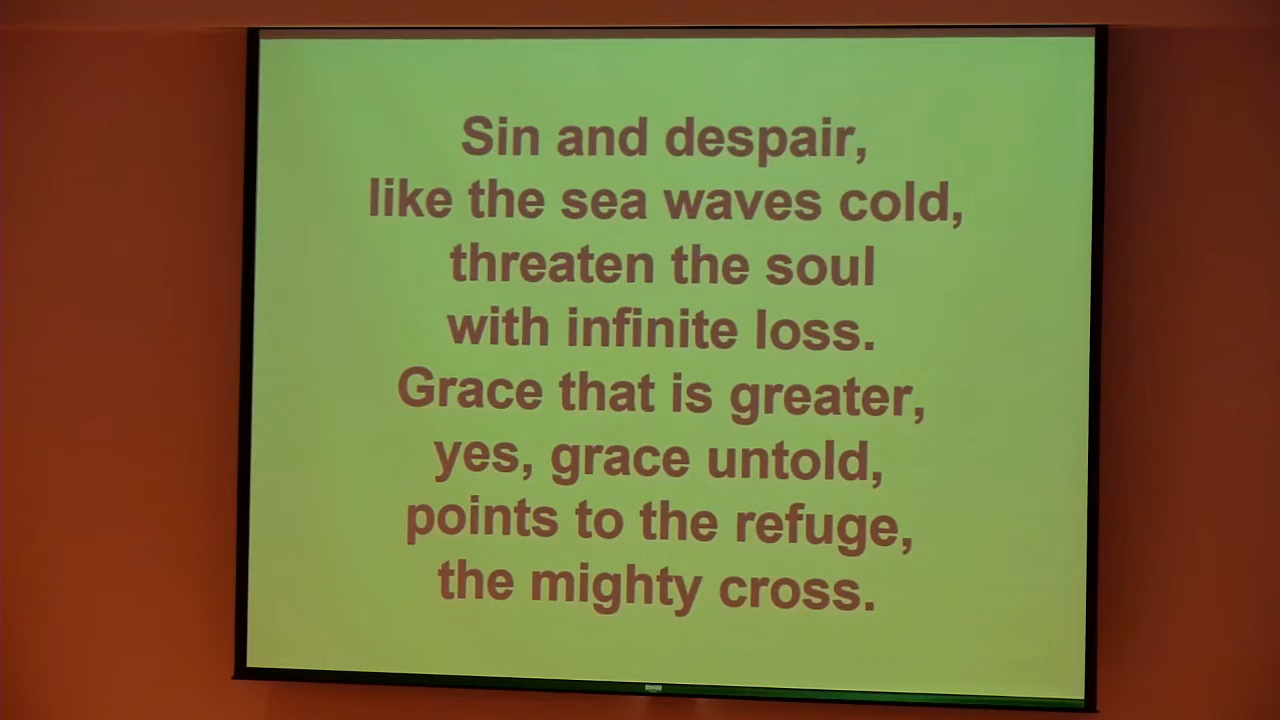 Sin and despair,
like the sea waves cold,
threaten the soul
with infinite loss.
Grace that is greater,
yes, grace untold,
points to the refuge,
the mighty cross.